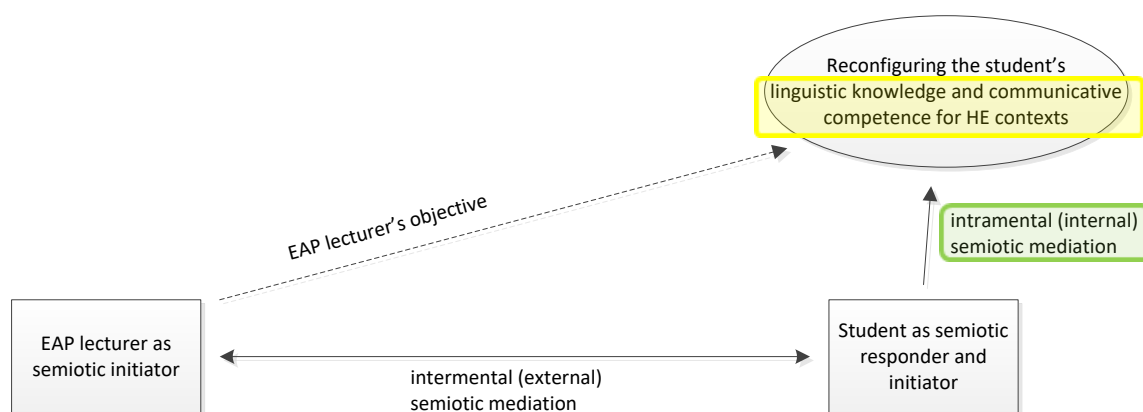 Reconfiguring the student's
linguistic knowledge and communicative
competence for HE contexts
EAP lecturer's objective
intramental (internal)
semiotic mediation
EAP lecturer as
semiotic initiator
Student as semiotic
responder and
initiator
intermental (external)
semiotic mediation